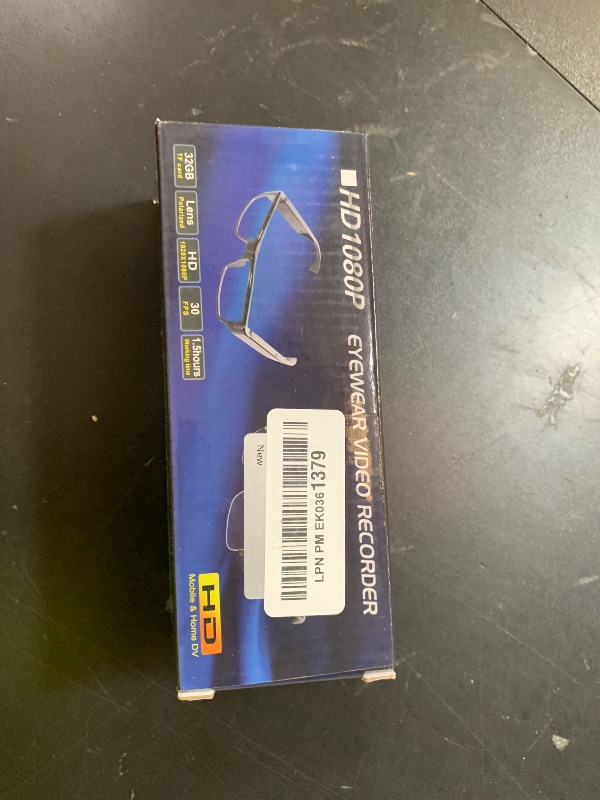 HD1080P EYEWEAR VIDEO RECORDER
32GB
TF card
Lens
Polarized
HD
1920X1080P
30
FPS
1.5hours
Working time
New
LPN PM EK0361379
HD
Mobile & Home DV